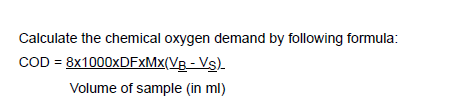 Calculate the chemical oxygen demand by following formula:
COD = 8x1000xDFxMx(VB - VS)
Volume of sample (in ml)